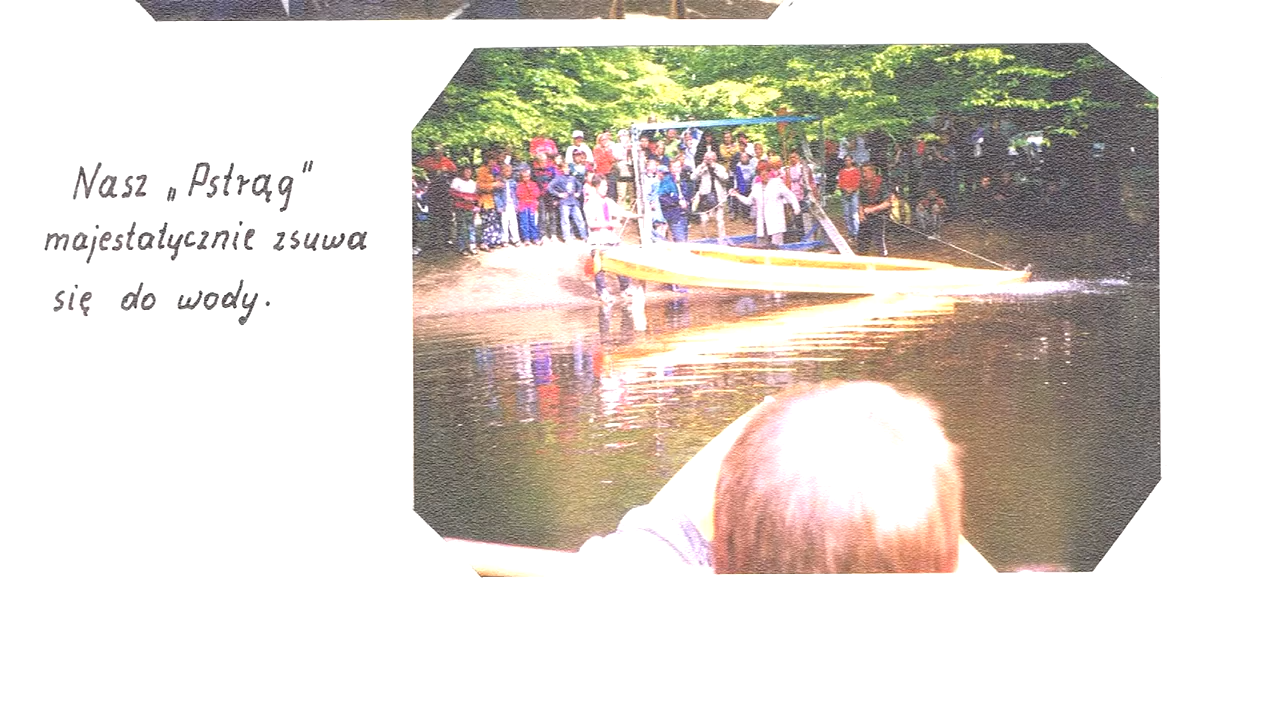 Nasz „Pstrąg”
majestatycznie zsuwa
się do wody.